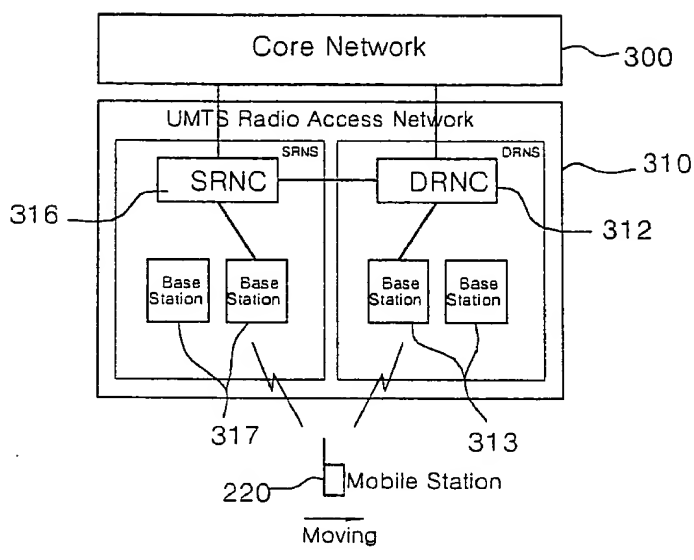 Core Network
300
UMTS Radio Access Network
SRNS
DRNS
310
SRNC
DRNC
316
312
Base
Station
Base
Station
Base
Station
Base
Station
317
313
220
Mobile Station
Moving